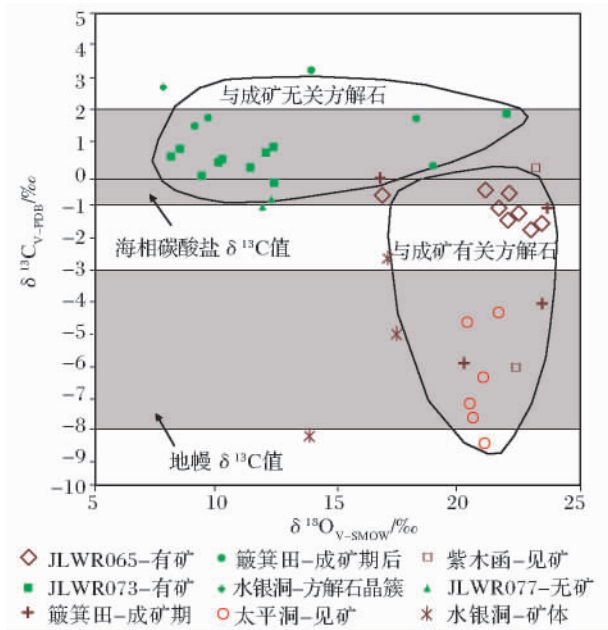 5
4
3
2
1
0
-1
-2
-3
-4
-5
-6
-7
-8
-9
-10
δ ¹³C_V-PDB/‰
与成矿无关方解石
海相碳酸盐 δ ¹³C值
与成矿有关方解石
地幔 δ ¹³C值
5 10 15 20 25
δ ¹⁸O_V-SMOW/‰
JLWR065-有矿 簸箕田-成矿期后 紫木函-见矿
JLWR073-有矿 水银洞-方解石晶簇 JLWR077-无矿
簸箕田-成矿期 太平洞-见矿 水银洞-矿体